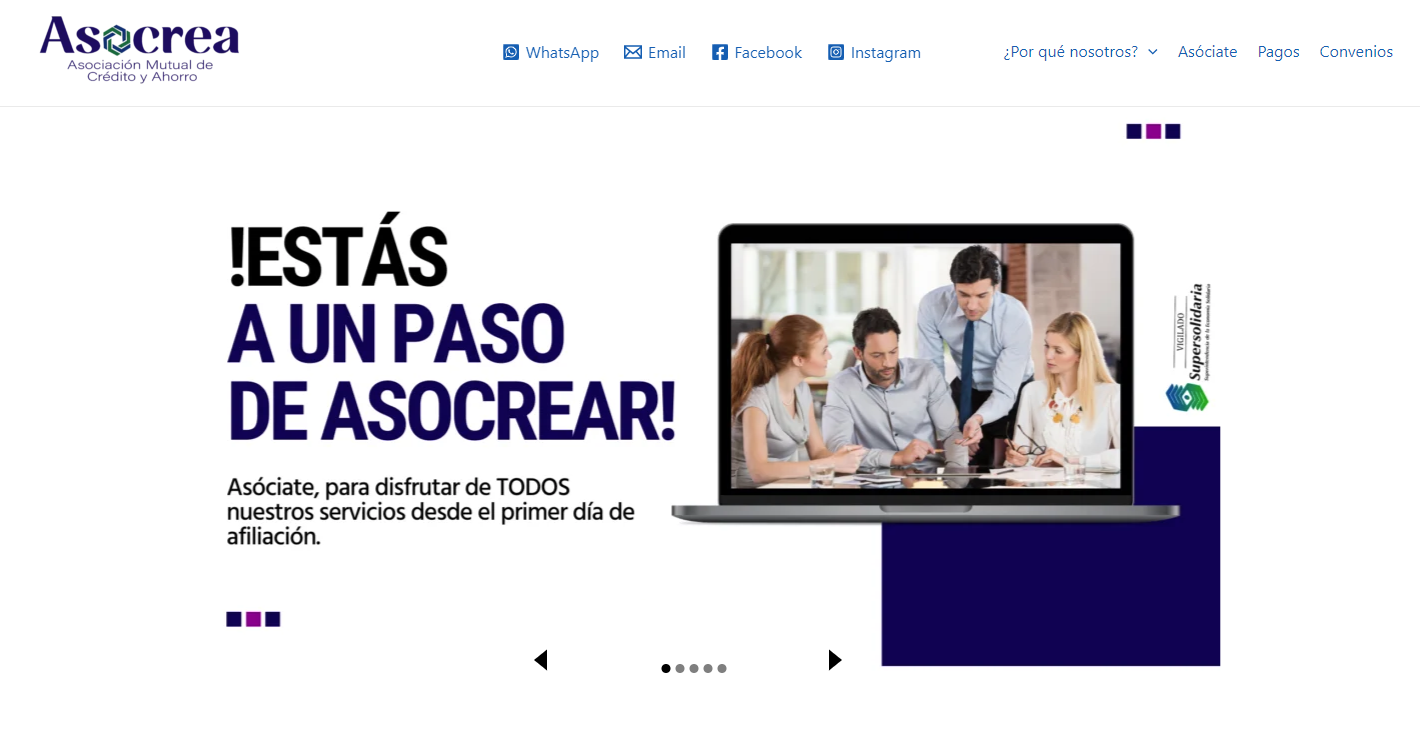 Asocrea
Asociación Mutual de
Crédito y Ahorro
WhatsApp
Email
Facebook
Instagram
¿Por qué nosotros?
Asóciate
Pagos
Convenios
!ESTÁS
A UN PASO
DE ASOCREAR!
Asóciate, para disfrutar de TODOS
nuestros servicios desde el primer día de
afiliación.
VIGILADO
Supersolidaria
Superintendencia de la Economía Solidaria